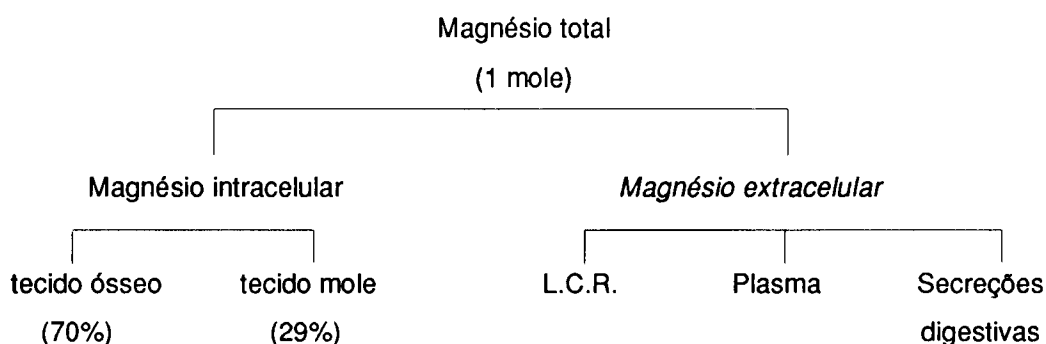 Magnésio total
(1 mole)
Magnésio intracelular
Magnésio extracelular
tecido ósseo
(70%)
tecido mole
(29%)
L.C.R.
Plasma
Secreções
digestivas